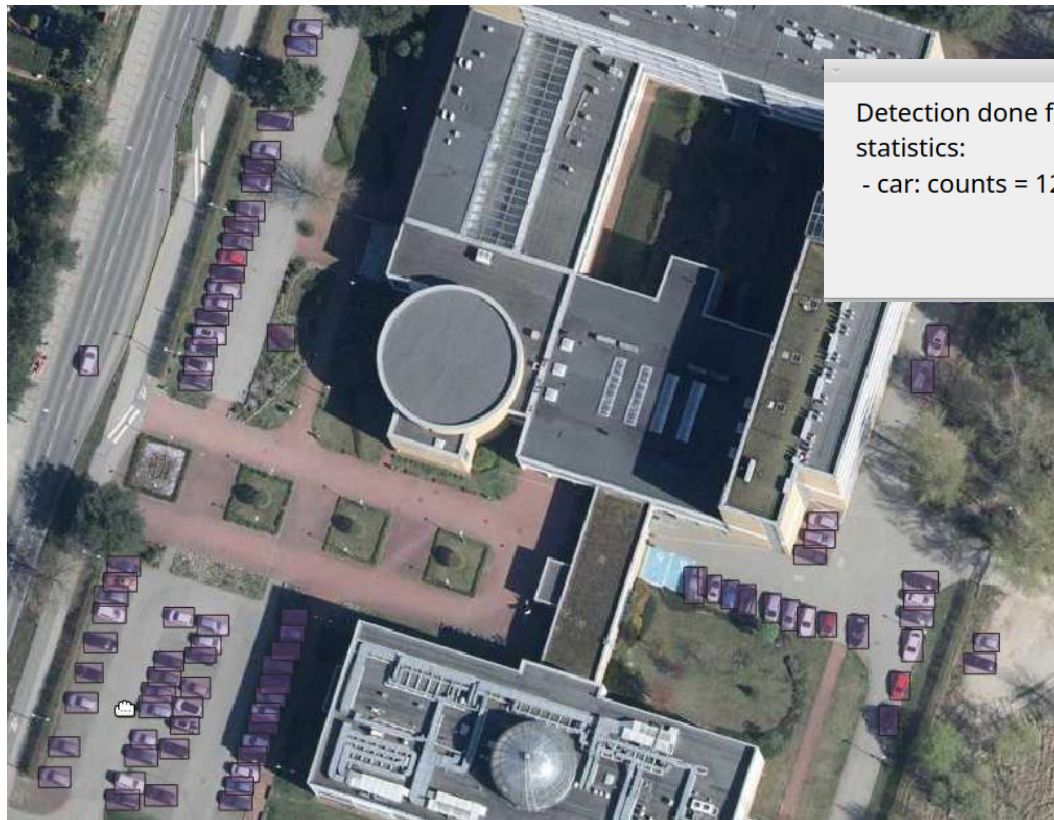 Detection done f
statistics:
- car: counts = 12